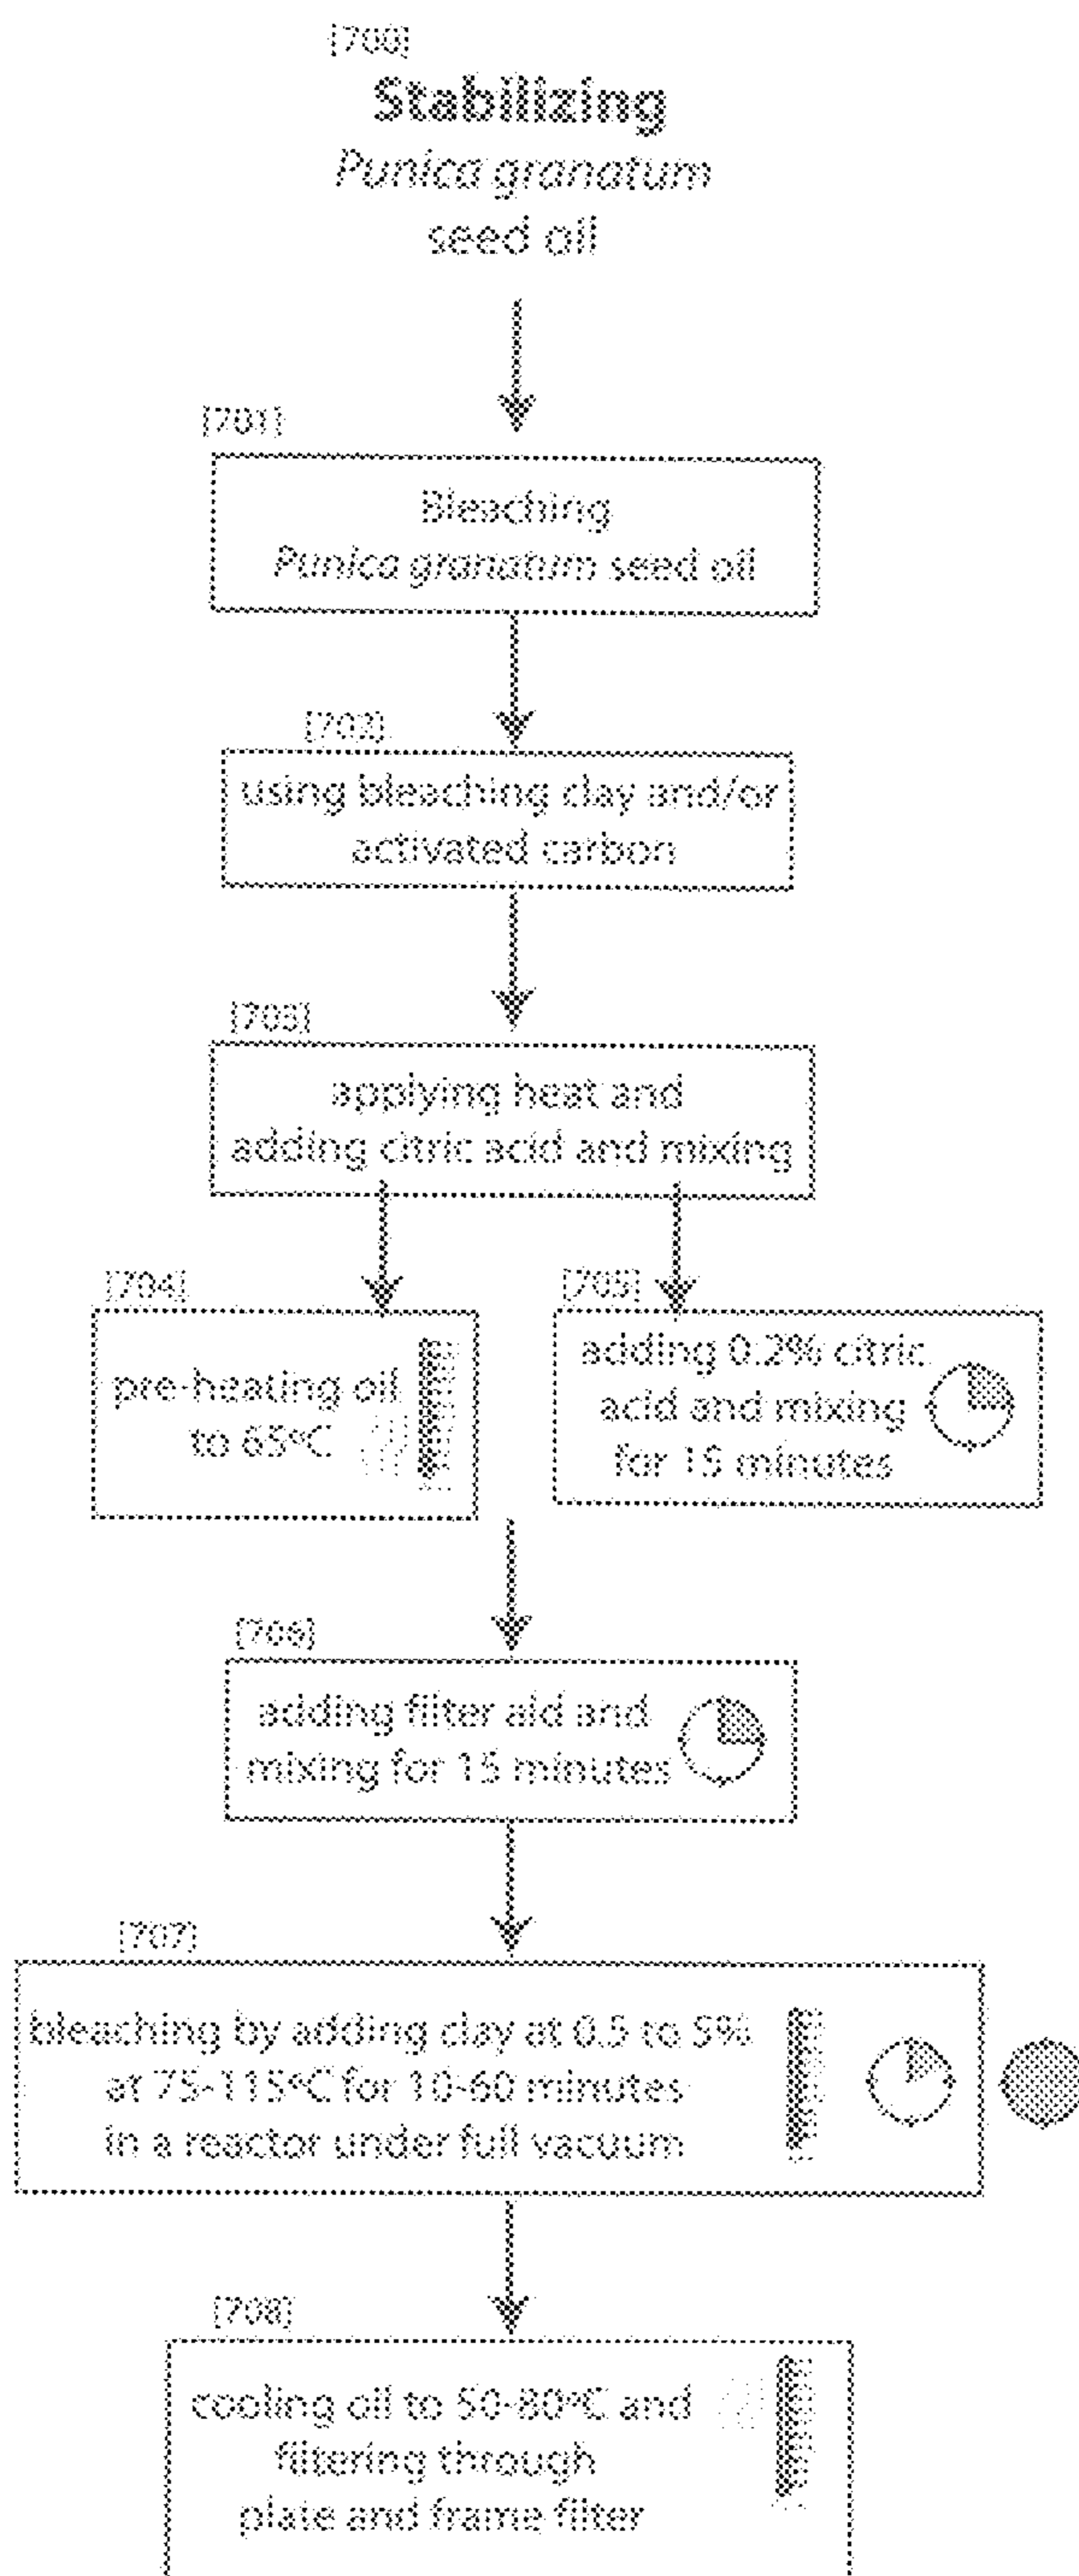 [700]
Stabilizing
Punica granatum
seed oil
[701]
Bleaching
Punica granatum seed oil
[702]
using bleaching clay and/or
activated carbon
[703]
applying heat and
adding citric acid and mixing
[704]
pre-heating oil
to 65ºC
[705]
adding 0.2% citric
acid and mixing
for 15 minutes
[706]
adding filter aid and
mixing for 15 minutes
[707]
bleaching by adding clay at 0.5 to 5%
at 75-115ºC for 10-60 minutes
in a reactor under full vacuum
[708]
cooling oil to 50-80ºC and
filtering through
plate and frame filter